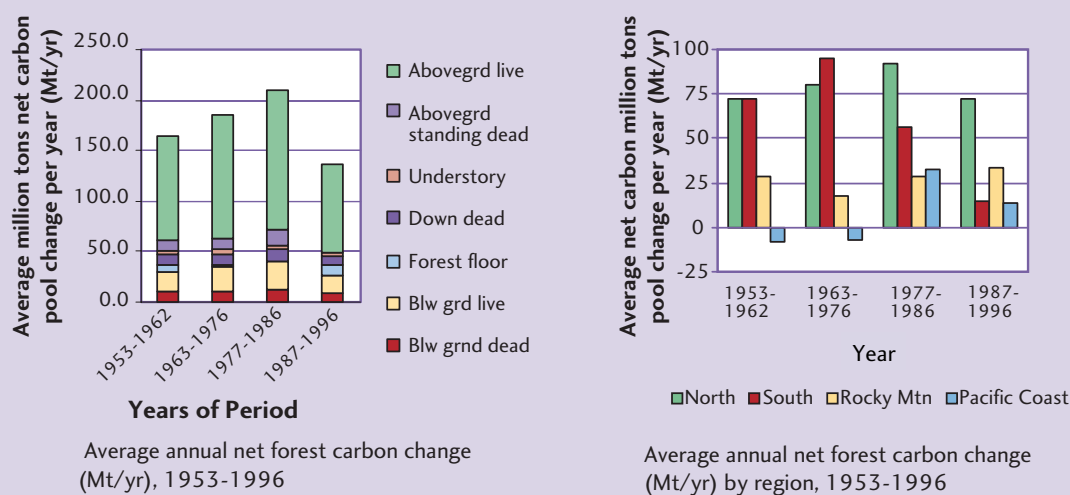 Average million tons net carbon
pool change per year (Mt/yr)
250.0
200.0
150.0
100.0
50.0
0.0
1953-1962
1963-1976
1977-1986
1987-1996
Years of Period
Abovegrd live
Abovegrd
standing dead
Understory
Down dead
Forest floor
Blw grd live
Blw grnd dead
Average annual net forest carbon change
(Mt/yr), 1953-1996
Average net carbon million tons
pool change per year (Mt/yr)
100
75
50
25
0
-25
1953-
1962
1963-
1976
1977-
1986
1987-
1996
Year
North South Rocky Mtn Pacific Coast
Average annual net forest carbon change
(Mt/yr) by region, 1953-1996